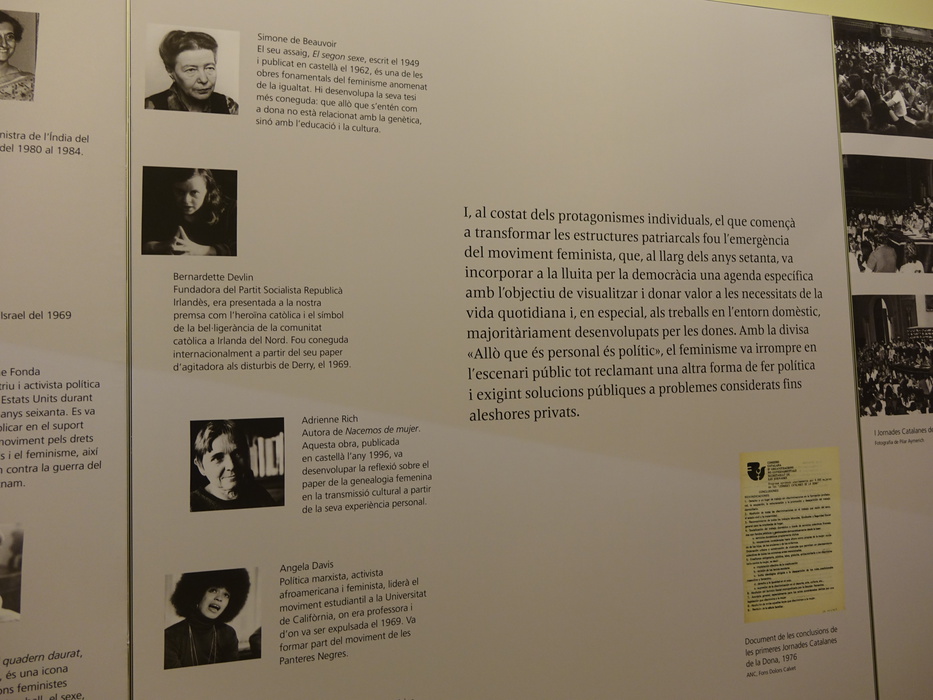 nistra de l'Índia del
del 1980 al 1984.
Israel del 1969
e Fonda
triu i activista política
Estats Units durant
anys seixanta. Es va
plicar en el suport
moviment pels drets
s i el feminisme, així
contra la guerra del
nam.
quadern daurat,
, és una icona
ons feministes
el sexe,
Simone de Beauvoir
El seu assaig, El segon sexe, escrit el 1949
i publicat en castellà el 1962, és una de les
obres fonamentals del feminisme anomenat
de la igualtat. Hi desenvolupa la seva tesi
més coneguda: que allò que s'entén com
a dona no està relacionat amb la genètica,
sinó amb l'educació i la cultura.
Bernardette Devlin
Fundadora del Partit Socialista Republicà
Irlandès, era presentada a la nostra
premsa com l'heroïna catòlica i el símbol
de la bel·ligerància de la comunitat
catòlica a Irlanda del Nord. Fou coneguda
internacionalment a partir del seu paper
d'agitadora als disturbis de Derry, el 1969.
Adrienne Rich
Autora de Nacemos de mujer.
Aquesta obra, publicada
en castellà l'any 1996, va
desenvolupar la reflexió sobre el
paper de la genealogia femenina
en la transmissió cultural a partir
de la seva experiència personal.
Angela Davis
Política marxista, activista
afroamericana i feminista, liderà el
moviment estudiantil a la Universitat
de Califòrnia, on era professora i
d'on va ser expulsada el 1969. Va
formar part del moviment de les
Panteres Negres.
I, al costat dels protagonismes individuals, el que començà
a transformar les estructures patriarcals fou l'emergència
del moviment feminista, que, al llarg dels anys setanta, va
incorporar a la lluita per la democràcia una agenda específica
amb l'objectiu de visualitzar i donar valor a les necessitats de la
vida quotidiana i, en especial, als treballs en l'entorn domèstic,
majoritàriament desenvolupats per les dones. Amb la divisa
«Allò que és personal és polític», el feminisme va irrompre en
l'escenari públic tot reclamant una altra forma de fer política
i exigint solucions públiques a problemes considerats fins
aleshores privats.
Document de les conclusions de
les primeres Jornades Catalanes
de la Dona, 1976
ANC, Fons Dolors Calvet
I Jornades Catalanes de
Fotografia de Pilar Aymerich